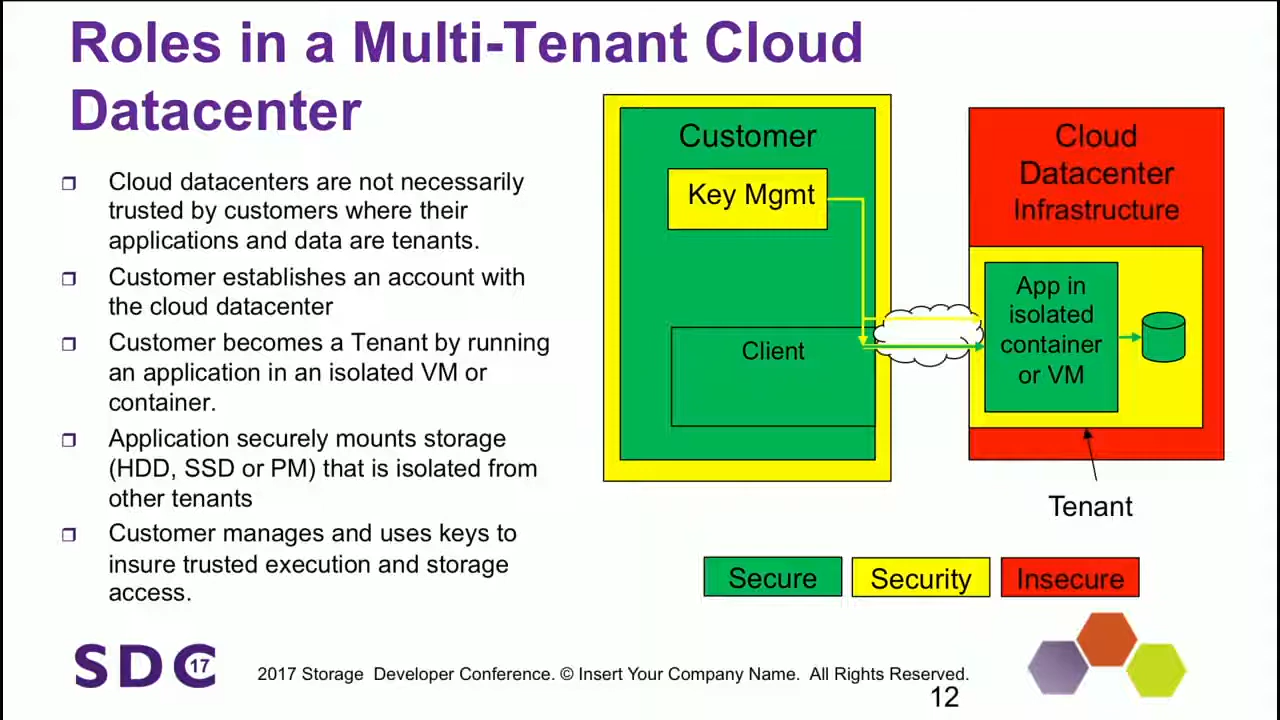 Roles in a Multi-Tenant Cloud
Datacenter
Cloud datacenters are not necessarily
trusted by customers where their
applications and data are tenants.
Customer establishes an account with
the cloud datacenter
Customer becomes a Tenant by running
an application in an isolated VM or
container.
Application securely mounts storage
(HDD, SSD or PM) that is isolated from
other tenants
Customer manages and uses keys to
insure trusted execution and storage
access.
Customer
Key Mgmt
Client
Cloud
Datacenter
Infrastructure
App in
isolated
container
or VM
Tenant
Secure
Security
Insecure
SDC 17
2017 Storage Developer Conference. © Insert Your Company Name. All Rights Reserved.
12